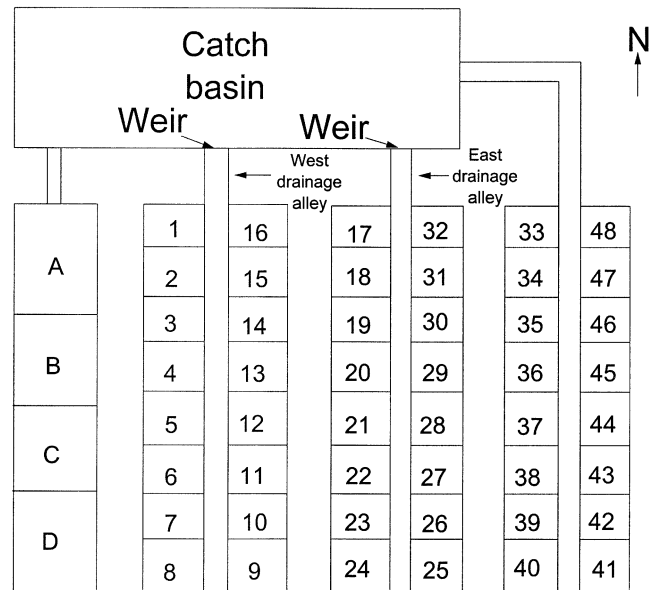 Catch
basin
N
Weir
Weir
West
drainage
alley
East
drainage
alley
1 16 17 32 33 48
A
2 15 18 31 34 47
3 14 19 30 35 46
B
4 13 20 29 36 45
5 12 21 28 37 44
C
6 11 22 27 38 43
7 10 23 26 39 42
D
8 9 24 25 40 41